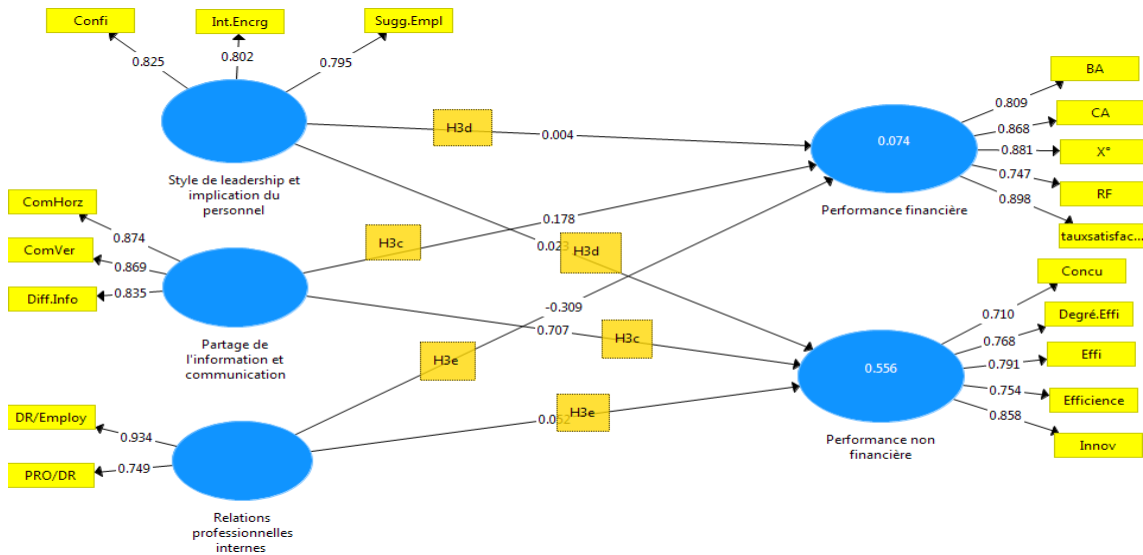 Confi
Int.Encrg
Sugg.Empl
0.825
0.802
0.795
Style de leadership et
implication du
personnel
H3d
0.004
0.023
H3d
ComHorz
ComVer
Diff.Info
0.874
0.869
0.835
Partage de
l'information et
communication
H3c
0.178
0.707
H3c
DR/Employ
PRO/DR
0.934
0.749
Relations
professionnelles
internes
H3e
-0.309
0.052
H3e
0.074
Performance financière
0.809
0.868
0.881
0.747
0.898
BA
CA
X°
RF
tauxsatisfac...
0.556
Performance non
financière
0.710
0.768
0.791
0.754
0.858
Concu
Degré.Effi
Effi
Efficience
Innov